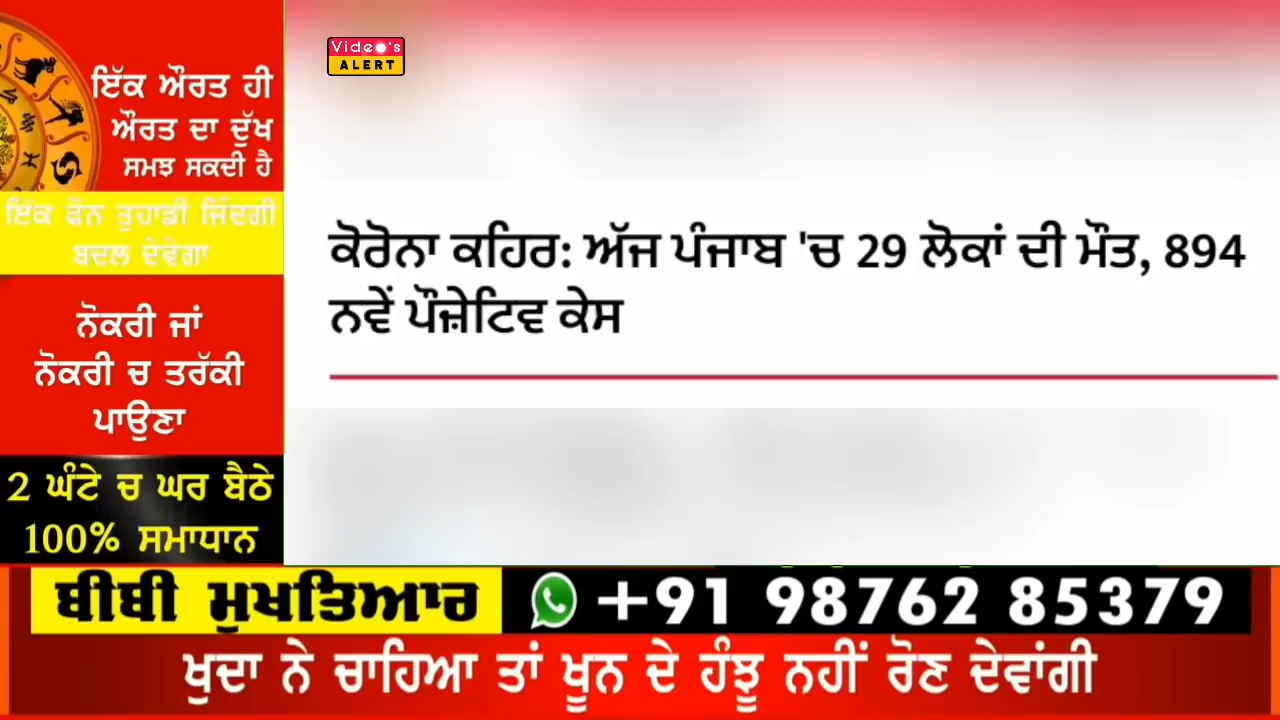 Video's
ALERT
ਇੱਕ ਔਰਤ ਹੀ
ਔਰਤ ਦਾ ਦੁੱਖ
ਸਮਝ ਸਕਦੀ ਹੈ
ਇੱਕ ਫੋਨ ਤੁਹਾਡੀ ਜਿੰਦਗੀ
ਬਦਲ ਦੇਵੇਗਾ
ਨੋਕਰੀ ਜਾਂ
ਨੋਕਰੀ ਚ ਤਰੱਕੀ
ਪਾਉਣਾ
2 ਘੰਟੇ ਚ ਘਰ ਬੈਠੇ
100% ਸਮਾਧਾਨ
ਕੋਰੋਨਾ ਕਹਿਰ: ਅੱਜ ਪੰਜਾਬ 'ਚ 29 ਲੋਕਾਂ ਦੀ ਮੌਤ, 894
ਨਵੇਂ ਪੌਜ਼ੇਟਿਵ ਕੇਸ
ਬੀਬੀ ਮੁਖਤਿਆਰ +91 98762 85379
ਖੁਦਾ ਨੇ ਚਾਹਿਆ ਤਾਂ ਖੂਨ ਦੇ ਹੰਝੂ ਨਹੀਂ ਰੋਣ ਦੇਵਾਂਗੀ